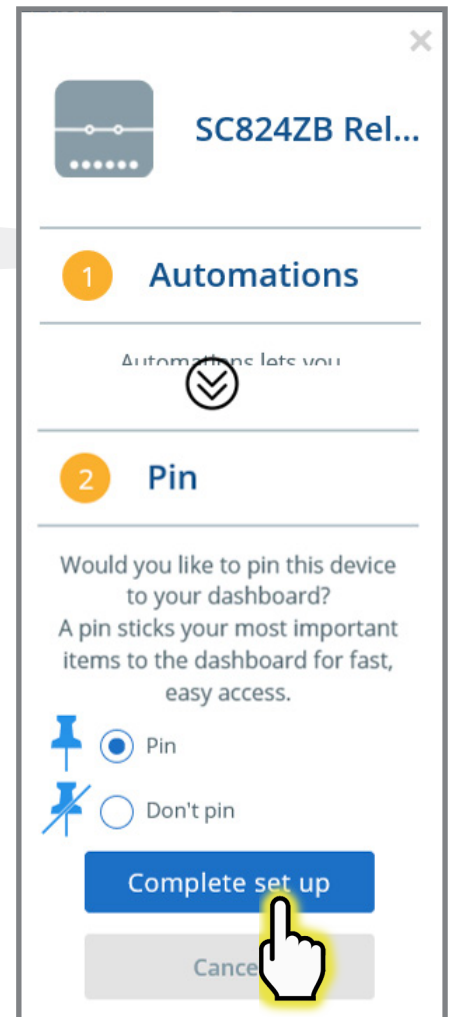 ×
SC824ZB Rel...
1 Automations
Automations lets you
2 Pin
Would you like to pin this device
to your dashboard?
A pin sticks your most important
items to the dashboard for fast,
easy access.
Pin
Don't pin
Complete set up
Cance